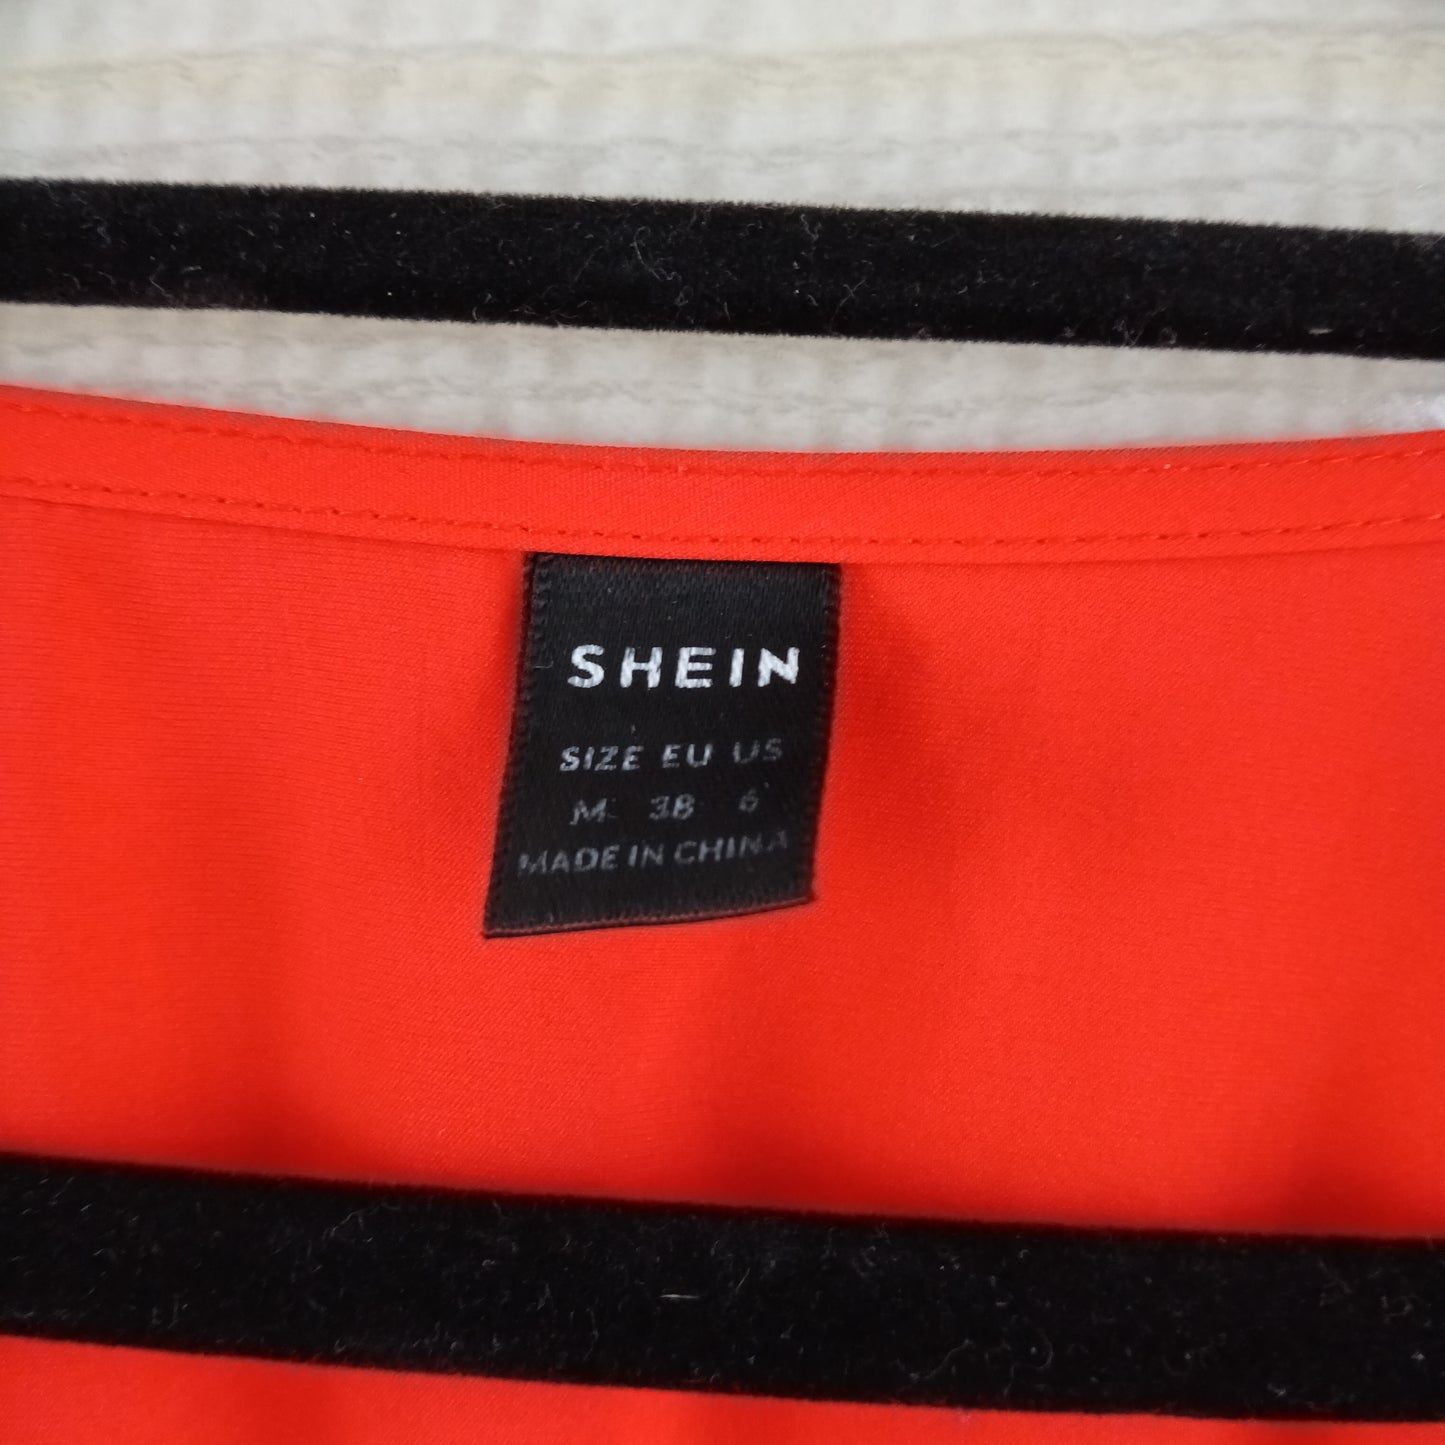 SHEIN
SIZE EU US
M 38 6
MADE IN CHINA